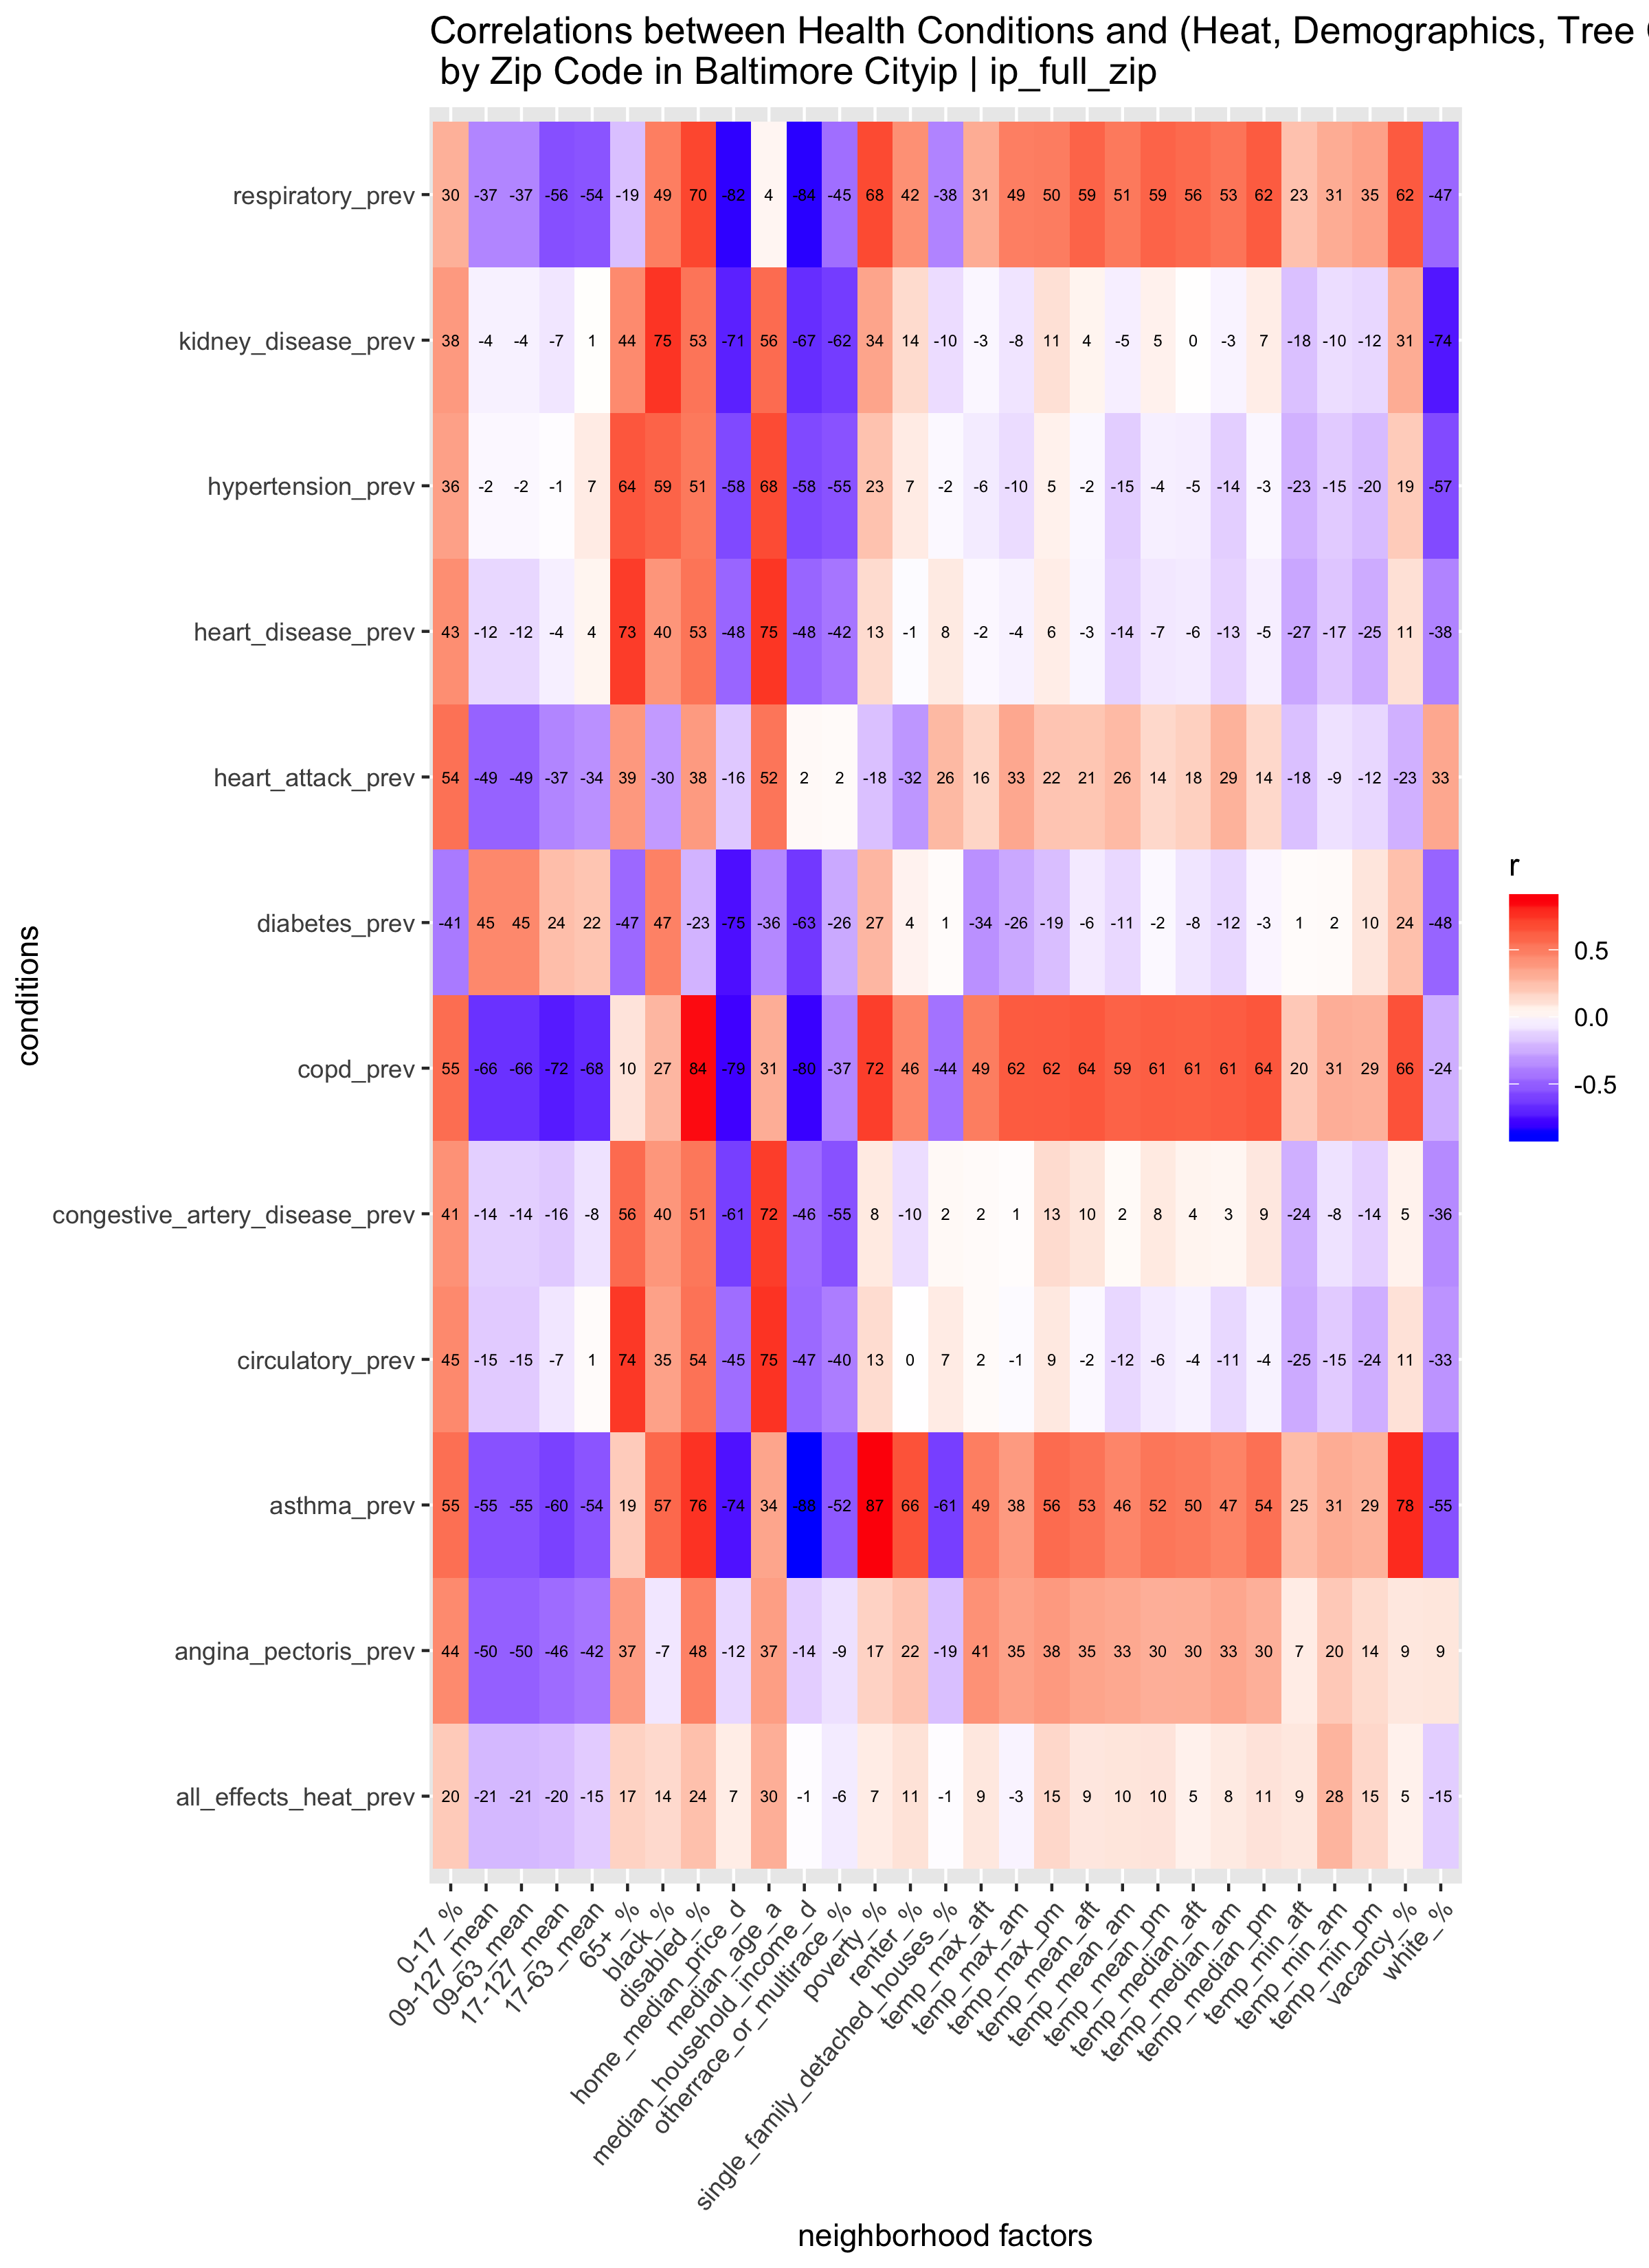 Correlations between Health Conditions and (Heat, Demographics, Tree
by Zip Code in Baltimore Cityip | ip_full_zip
respiratory_prev 30 -37 -37 -56 -54 -19 49 70 -82 4 -84 -45 68 42 -38 31 49 50 59 51 59 56 53 62 23 31 35 62 -47
kidney_disease_prev 38 -4 -4 -7 1 44 75 53 -71 56 -67 -62 34 14 -10 -3 -8 11 4 -5 5 0 -3 7 -18 -10 -12 31 -74
hypertension_prev 36 -2 -2 -1 7 64 59 51 -58 68 -58 -55 23 7 -2 -6 -10 5 -2 -15 -4 -5 -14 -3 -23 -15 -20 19 -57
heart_disease_prev 43 -12 -12 -4 4 73 40 53 -48 75 -48 -42 13 -1 8 -2 -4 6 -3 -14 -7 -6 -13 -5 -27 -17 -25 11 -38
heart_attack_prev 54 -49 -49 -37 -34 39 -30 38 -16 52 2 2 -18 -32 26 16 33 22 21 26 14 18 29 14 -18 -9 -12 -23 33
diabetes_prev -41 45 45 24 22 -47 47 -23 -75 -36 -63 -26 27 4 1 -34 -26 -19 -6 -11 -2 -8 -12 -3 1 2 10 24 -48
copd_prev 55 -66 -66 -72 -68 10 27 84 -79 31 -80 -37 72 46 -44 49 62 62 64 59 61 61 61 64 20 31 29 66 -24
congestive_artery_disease_prev 41 -14 -14 -16 -8 56 40 51 -61 72 -46 -55 8 -10 2 2 1 13 10 2 8 4 3 9 -24 -8 -14 5 -36
circulatory_prev 45 -15 -15 -7 1 74 35 54 -45 75 -47 -40 13 0 7 2 -1 9 -2 -12 -6 -4 -11 -4 -25 -15 -24 11 -33
asthma_prev 55 -55 -55 -60 -54 19 57 76 -74 34 -88 -52 87 66 -61 49 38 56 53 46 52 50 47 54 25 31 29 78 -55
angina_pectoris_prev 44 -50 -50 -46 -42 37 -7 48 -12 37 -14 -9 17 22 -19 41 35 38 35 33 30 30 33 30 7 20 14 9 9
all_effects_heat_prev 20 -21 -21 -20 -15 17 14 24 7 30 -1 -6 7 11 -1 9 -3 15 9 10 10 5 8 11 9 28 15 5 -15
conditions
0-17_%
09-127_mean
09-63_mean
17-127_mean
17-63_mean
65+_%
black_%
disabled_%
home_median_price_d
median_age_a
median_household_income_d
otherrace_or_multirace_%
poverty_%
renter_%
single_family_detached_houses_%
temp_max_aft
temp_max_am
temp_max_pm
temp_mean_aft
temp_mean_am
temp_mean_pm
temp_median_aft
temp_median_am
temp_median_pm
temp_min_aft
temp_min_am
temp_min_pm
vacancy_%
white_%
neighborhood factors
r
0.5
0.0
-0.5